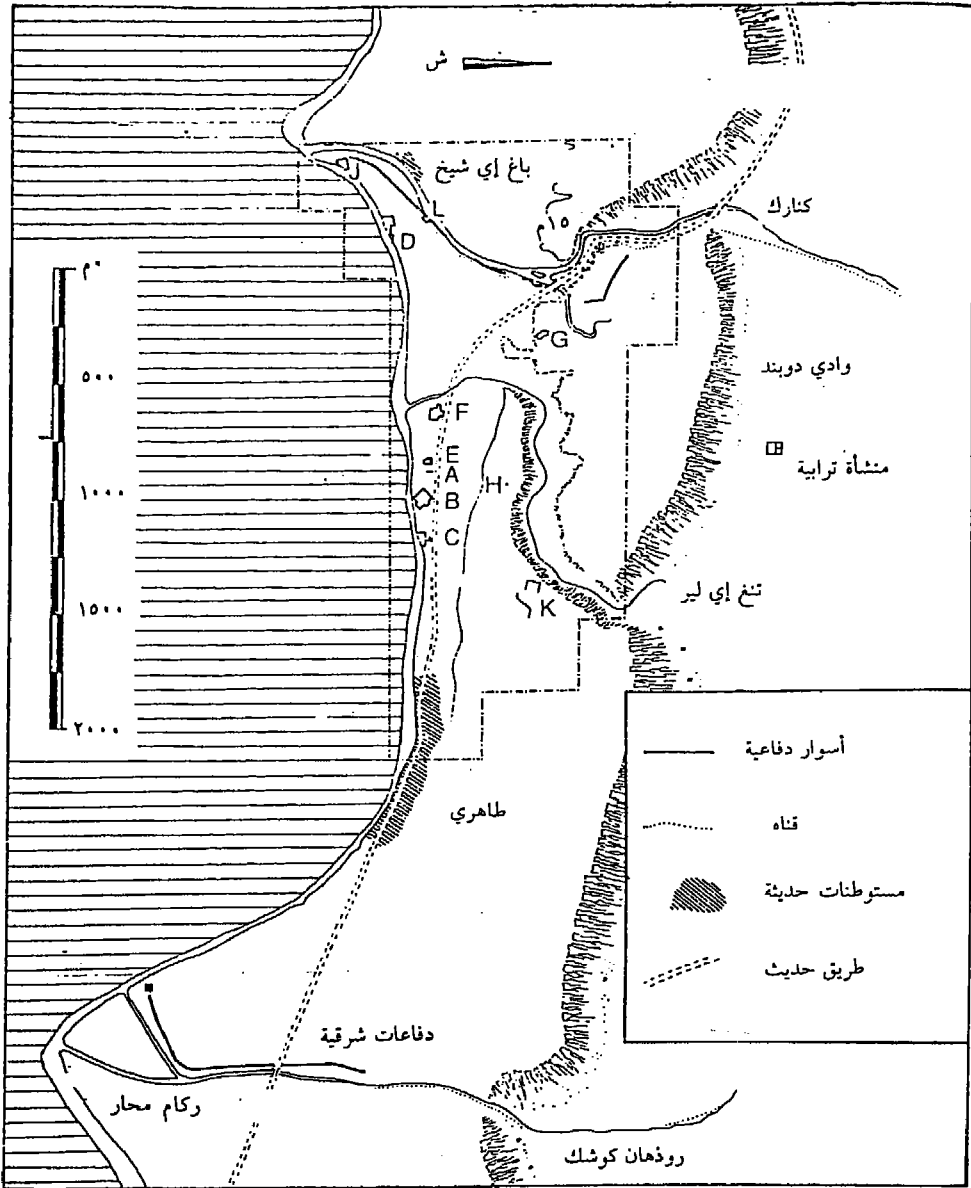 ش
باغ إي شيخ
J
L
١٥م
كنارك
D
م٠
G
٥٠٠
وادي دوبند
F
E
A
منشأة ترابية
H
١٠٠٠
B
C
تنغ إي لير
١٥٠٠
K
٢٠٠٠
أسوار دفاعية
طاهري
قناه
مستوطنات حديثة
طريق حديث
دفاعات شرقية
ركام محار
روذهان كوشك